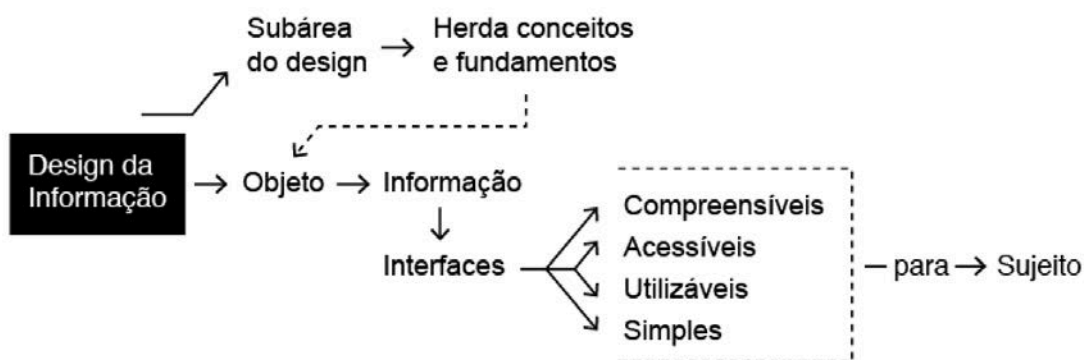 Subárea
do design
Herda conceitos
e fundamentos
Design da
Informação
Objeto
Informação
Interfaces
Compreensíveis
Acessíveis
Utilizáveis
Simples
para
Sujeito